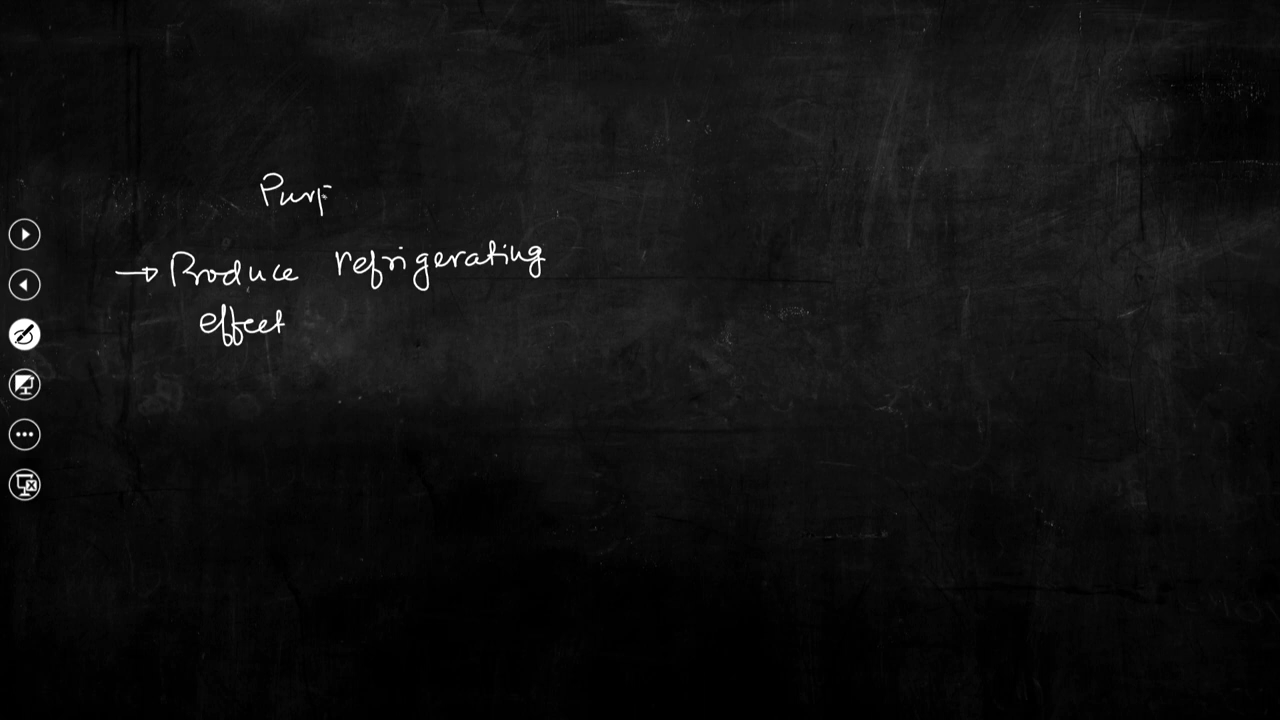 Purp
→ Produce refrigerating
effect